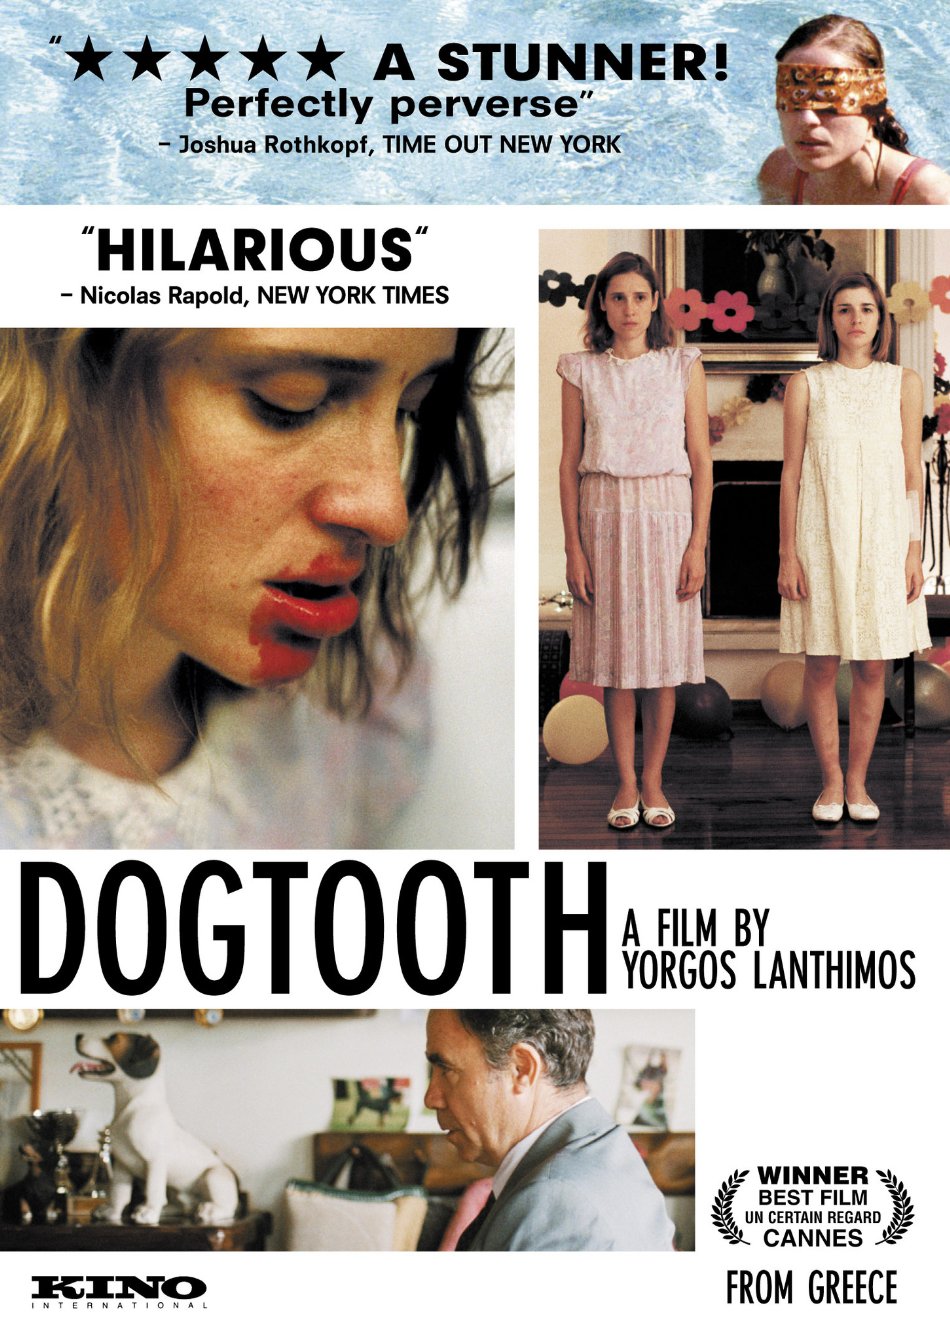 “★★★★★ A STUNNER!
Perfectly perverse”
– Joshua Rothkopf, TIME OUT NEW YORK
“HILARIOUS“
– Nicolas Rapold, NEW YORK TIMES
DOGTOOTH
A FILM BY
YORGOS LANTHIMOS
WINNER
BEST FILM
UN CERTAIN REGARD
CANNES
FROM GREECE
KINO
INTERNATIONAL